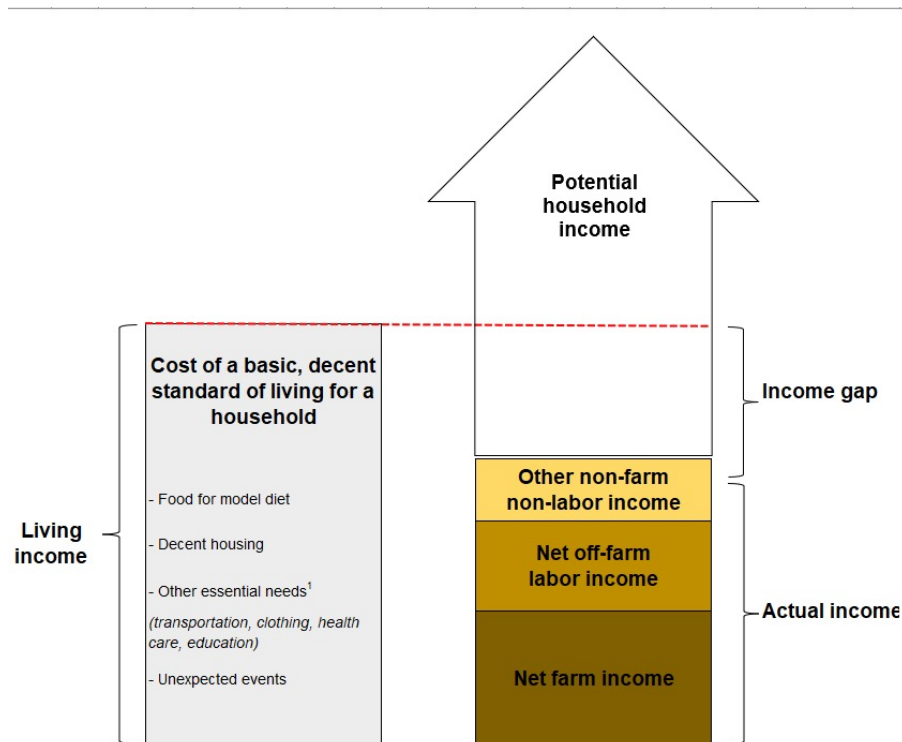 Potential
household
income
Cost of a basic, decent
standard of living for a
household
- Food for model diet
- Decent housing
- Other essential needs1
(transportation, clothing, health
care, education)
- Unexpected events
Living
income
Other non-farm
non-labor income
Net off-farm
labor income
Net farm income
Income gap
Actual income